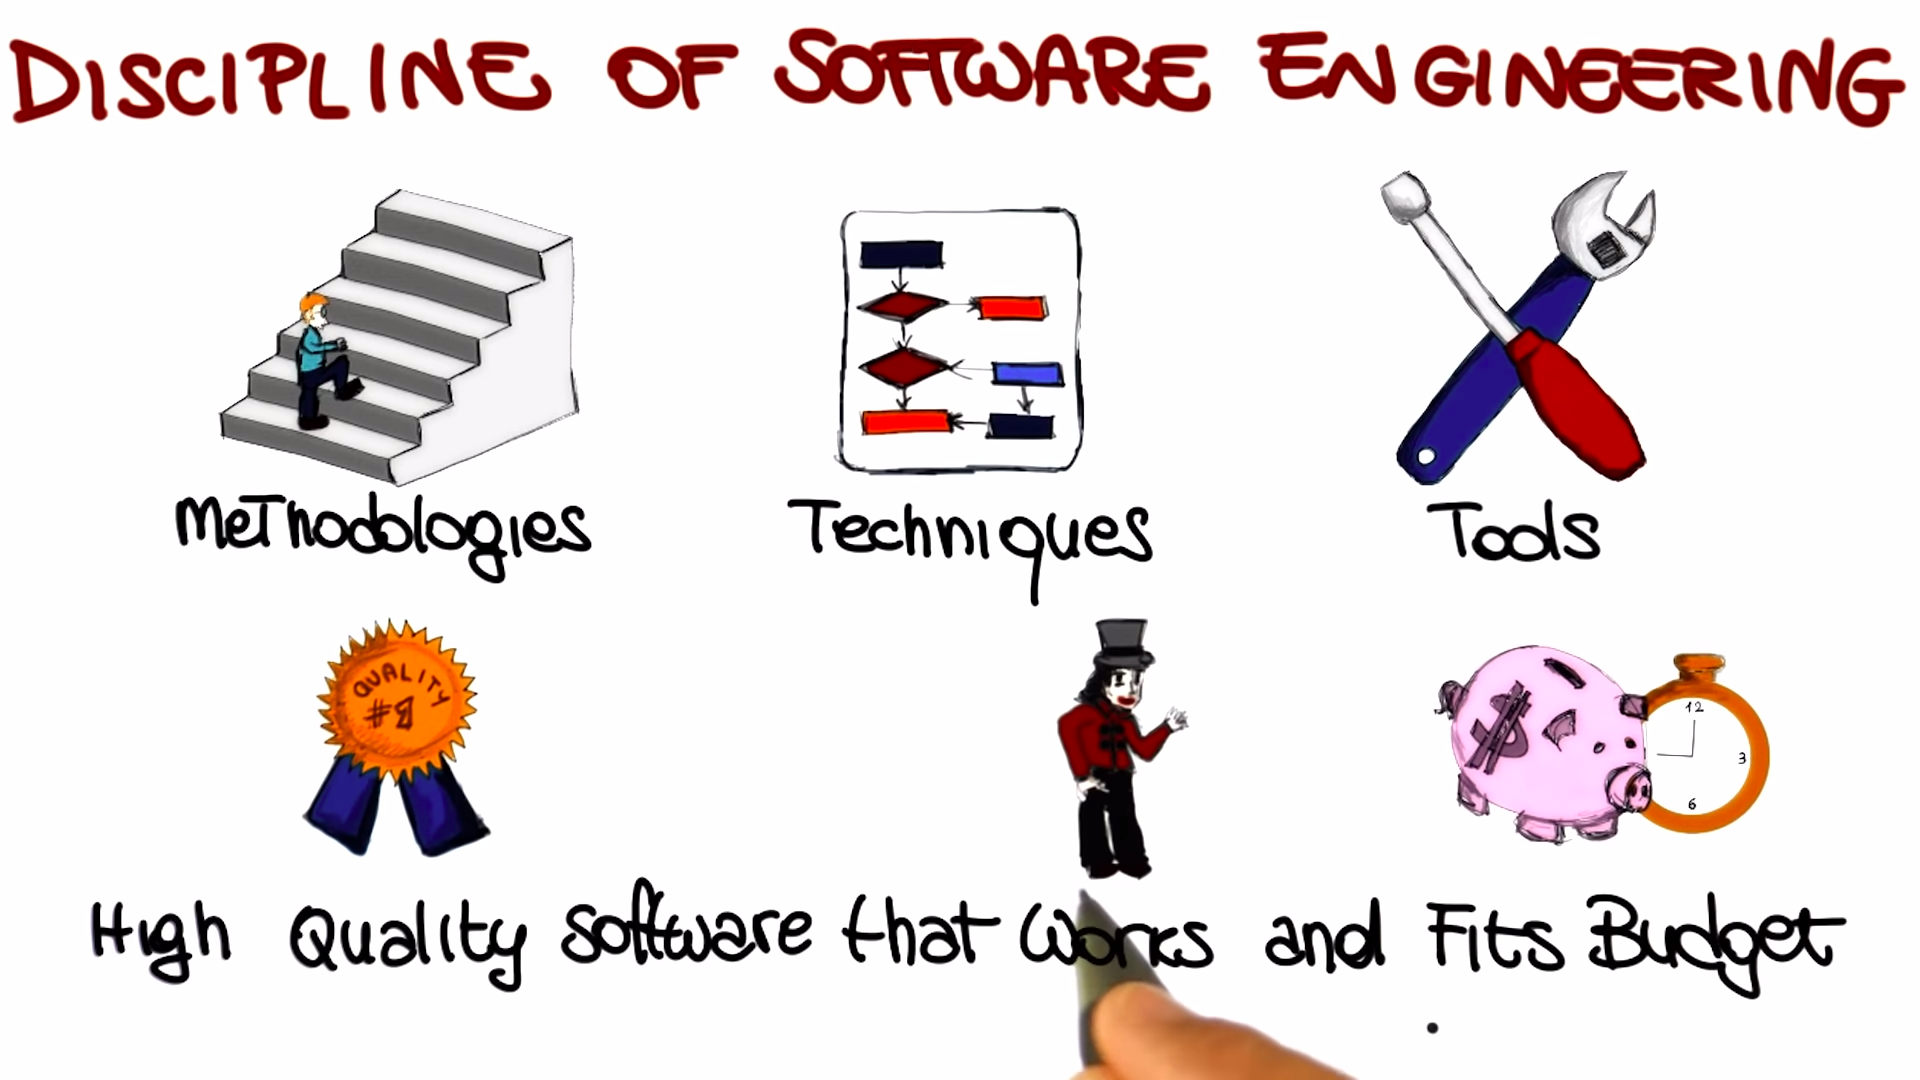 DISCIPLINE OF SOFTWARE ENGINEERING
Methodologies Techniques Tools
QUALITY
#1
$
12
3
6
High Quality software that works and Fits Budget